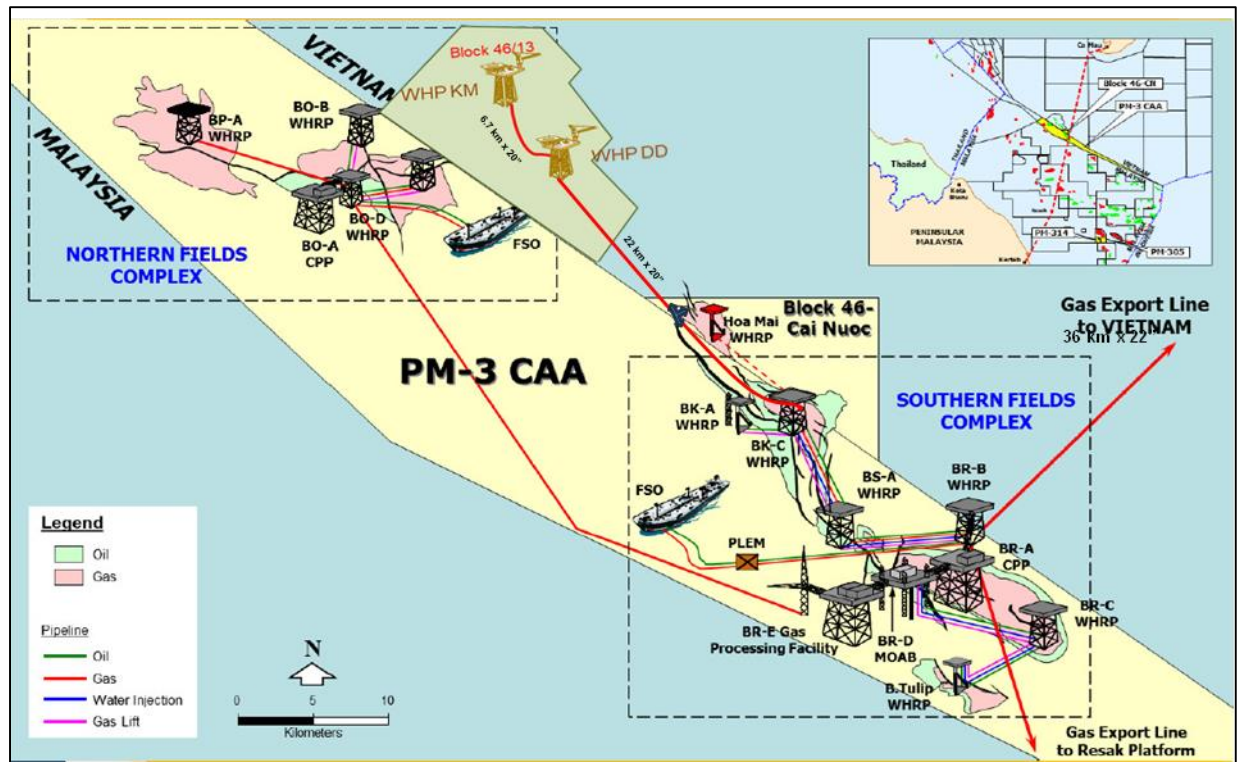 VIETNAM
Block 46/13
WHP KM
6.7 km x 20"
WHP DD
BP-A
WHRP
BO-B
WHRP
MALAYSIA
BO-D
WHRP
BO-A
CPP
FSO
NORTHERN FIELDS
COMPLEX
22 km x 20"
Ca Mau
Block 46-CN
PM-3 CAA
Thailand
VIETNAM
MALAYSIA
PENINSULAR
MALAYSIA
PM-314
PM-305
Kerteh
Gas Export Line
to VIETNAM
36 km x 22"
Hoa Mai
WHRP
Block 46-
Cai Nuoc
PM-3 CAA
SOUTHERN FIELDS
COMPLEX
BK-A
WHRP
BK-C
WHRP
BS-A
WHRP
BR-B
WHRP
FSO
PLEM
BR-A
CPP
BR-C
WHRP
BR-E Gas
Processing Facility
BR-D
MOAB
B.Tulip
WHRP
Gas Export Line
to Resak Platform
Legend
Oil
Gas
Pipeline
Oil
Gas
Water Injection
Gas Lift
N
0 5 10
Kilometers